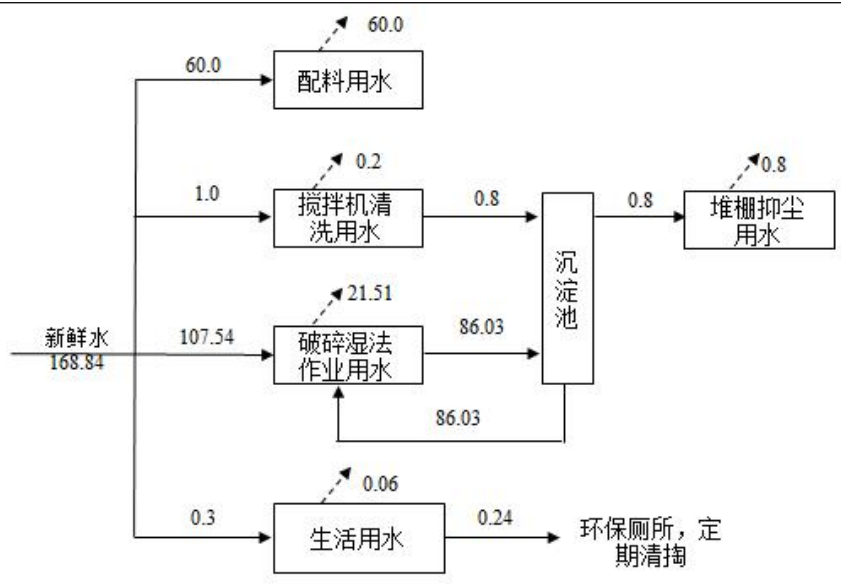 60.0
60.0
配料用水
0.2
1.0
搅拌机清
洗用水
0.8
沉
淀
池
0.8
0.8
堆棚抑尘
用水
新鲜水
168.84
107.54
21.51
破碎湿法
作业用水
86.03
86.03
0.06
0.3
生活用水
0.24
环保厕所，定
期清掏